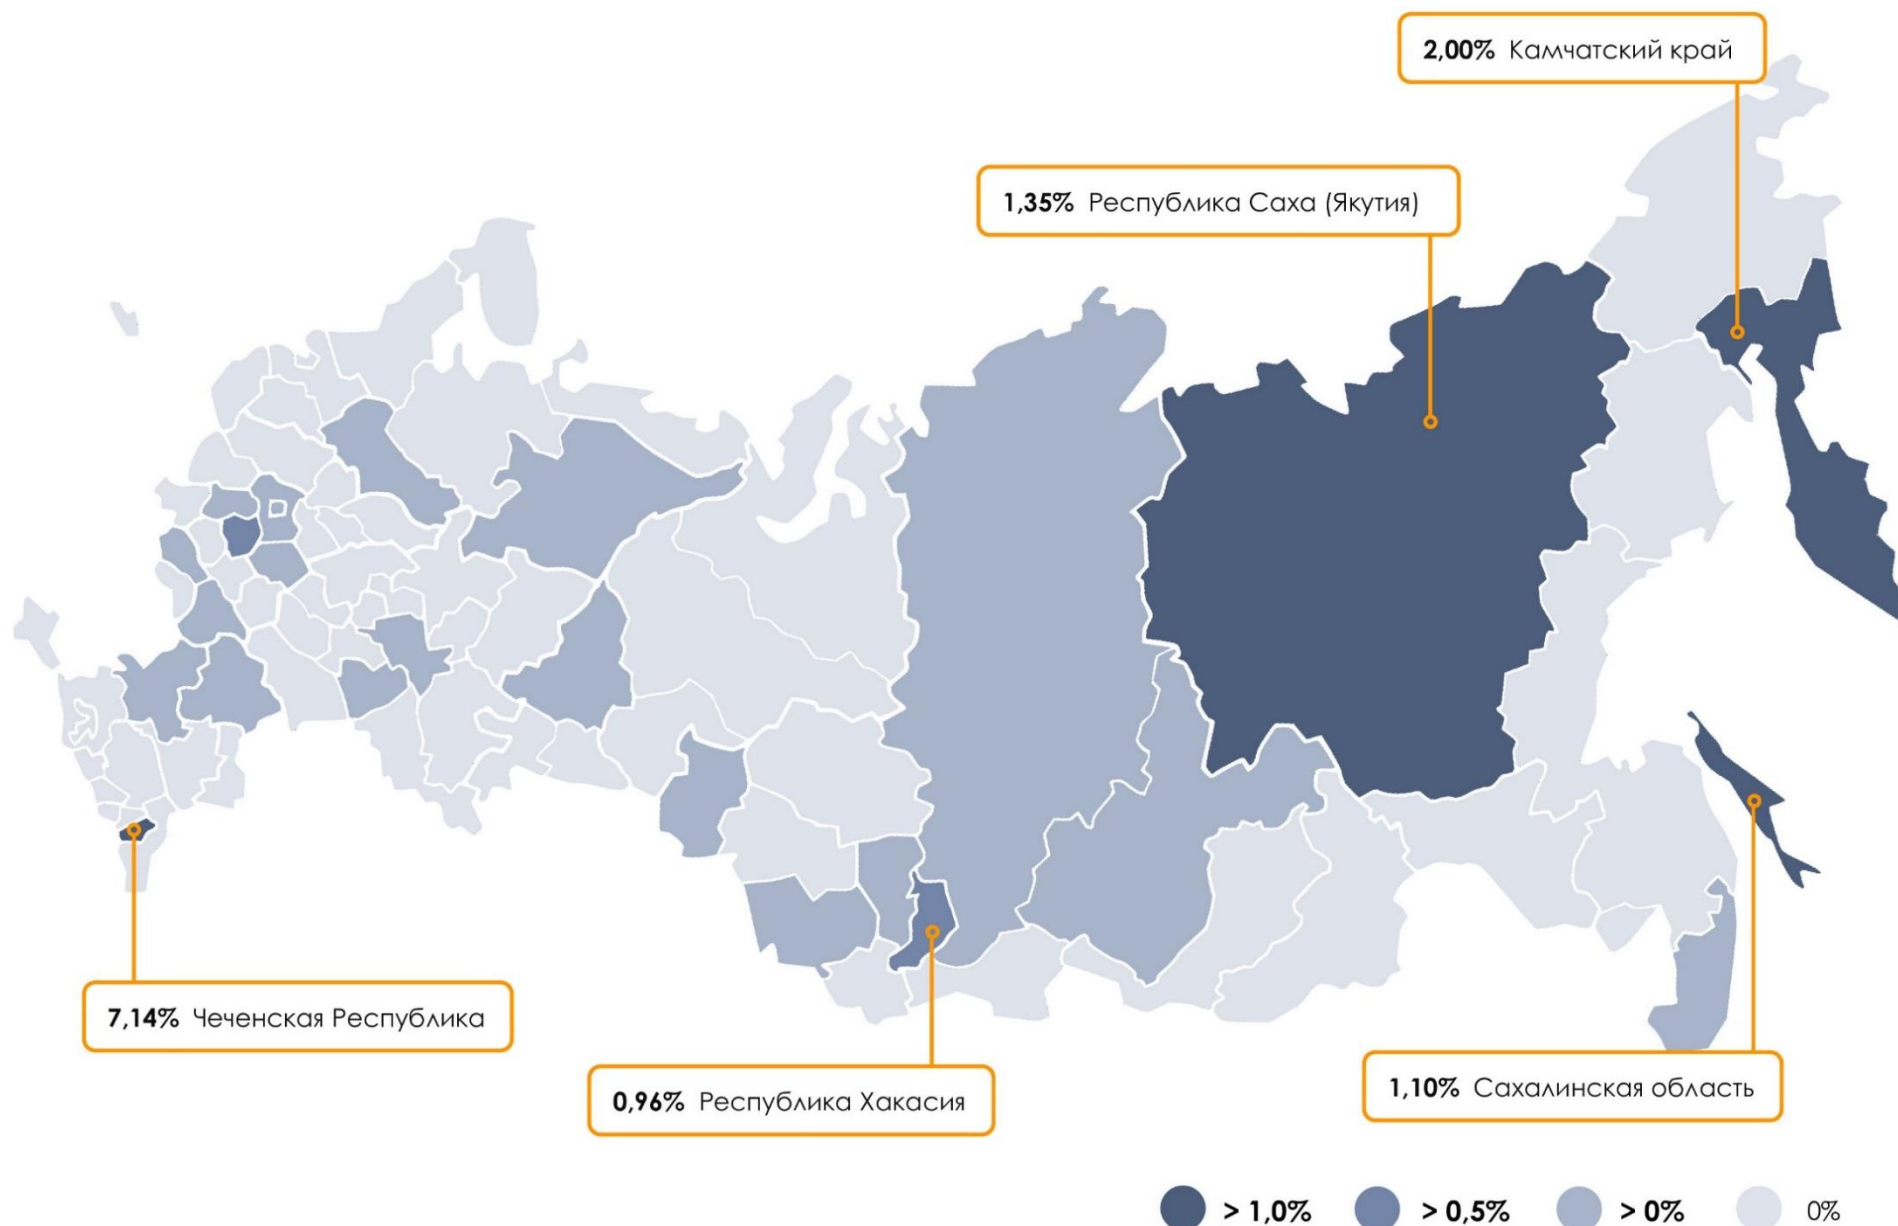 2,00% Камчатский край
1,35% Республика Саха (Якутия)
7,14% Чеченская Республика
0,96% Республика Хакасия
1,10% Сахалинская область
> 1,0% > 0,5% > 0% 0%